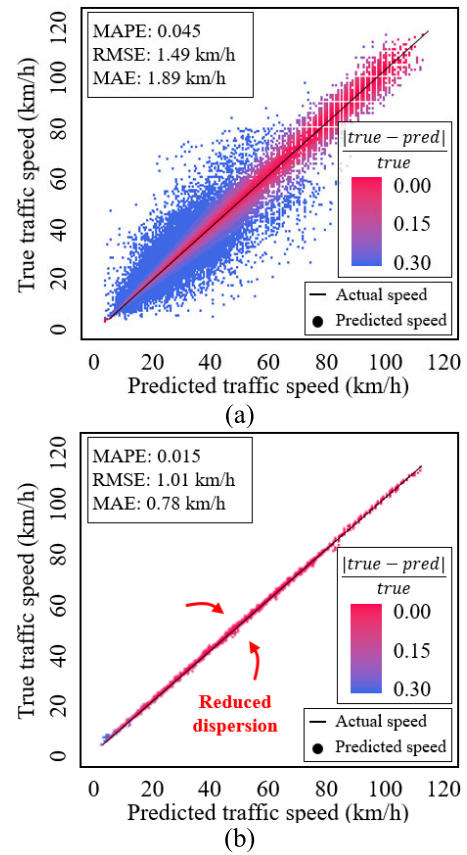 (a)
MAPE: 0.045
RMSE: 1.49 km/h
MAE: 1.89 km/h
True traffic speed (km/h)
120
100
80
60
40
20
0
|true − pred|
true
0.00
0.15
0.30
Actual speed
Predicted speed
0 20 40 60 80 100 120
Predicted traffic speed (km/h)
(a)
MAPE: 0.015
RMSE: 1.01 km/h
MAE: 0.78 km/h
True traffic speed (km/h)
120
100
80
60
40
20
0
Reduced
dispersion
|true − pred|
true
0.00
0.15
0.30
Actual speed
Predicted speed
0 20 40 60 80 100 120
Predicted traffic speed (km/h)
(b)